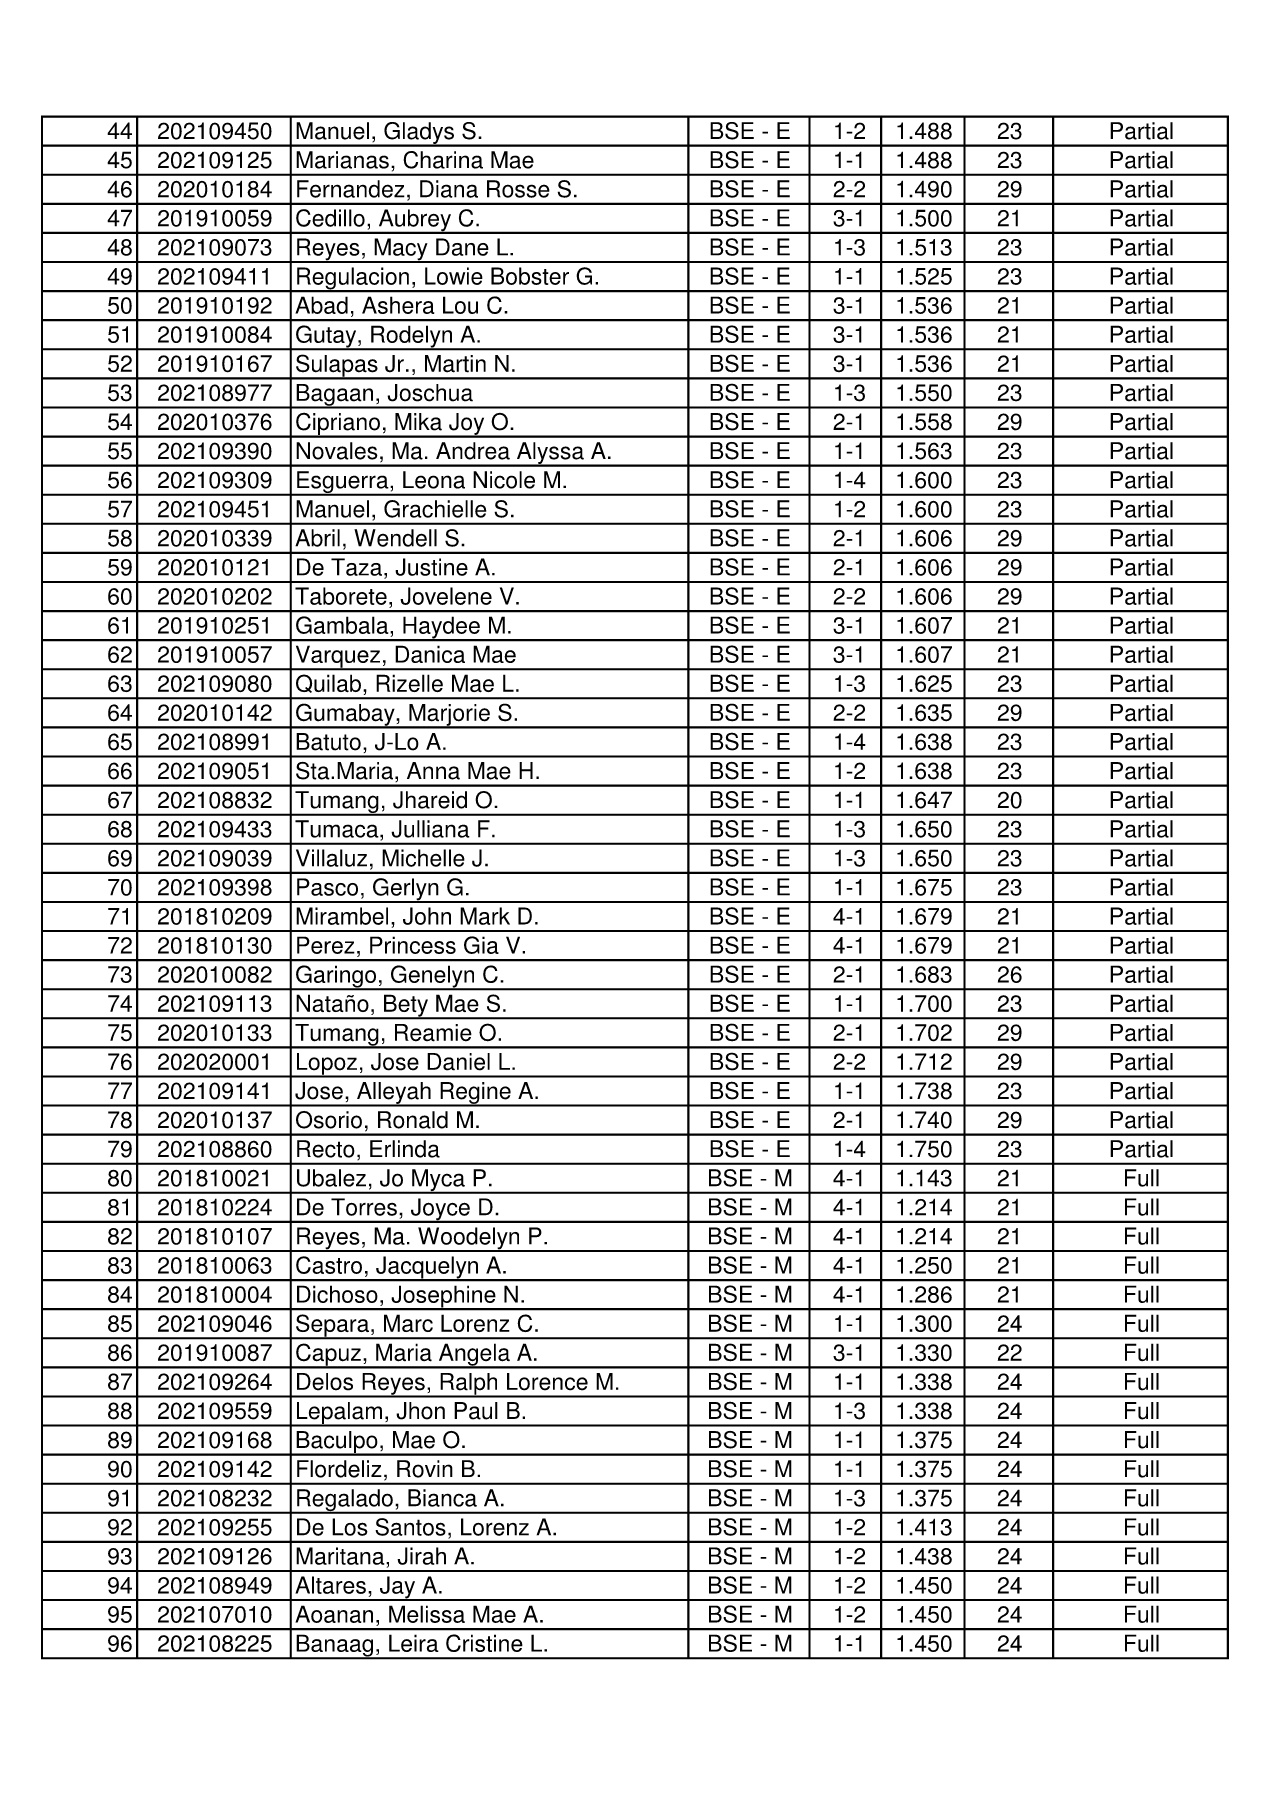 44 202109450 Manuel, Gladys S. BSE - E 1-2 1.488 23 Partial
45 202109125 Marianas, Charina Mae BSE - E 1-1 1.488 23 Partial
46 202010184 Fernandez, Diana Rosse S. BSE - E 2-2 1.490 29 Partial
47 201910059 Cedillo, Aubrey C. BSE - E 3-1 1.500 21 Partial
48 202109073 Reyes, Macy Dane L. BSE - E 1-3 1.513 23 Partial
49 202109411 Regulacion, Lowie Bobster G. BSE - E 1-1 1.525 23 Partial
50 201910192 Abad, Ashera Lou C. BSE - E 3-1 1.536 21 Partial
51 201910084 Gutay, Rodelyn A. BSE - E 3-1 1.536 21 Partial
52 201910167 Sulapas Jr., Martin N. BSE - E 3-1 1.536 21 Partial
53 202108977 Bagaan, Joschua BSE - E 1-3 1.550 23 Partial
54 202010376 Cipriano, Mika Joy O. BSE - E 2-1 1.558 29 Partial
55 202109390 Novales, Ma. Andrea Alyssa A. BSE - E 1-1 1.563 23 Partial
56 202109309 Esguerra, Leona Nicole M. BSE - E 1-4 1.600 23 Partial
57 202109451 Manuel, Grachielle S. BSE - E 1-2 1.600 23 Partial
58 202010339 Abril, Wendell S. BSE - E 2-1 1.606 29 Partial
59 202010121 De Taza, Justine A. BSE - E 2-1 1.606 29 Partial
60 202010202 Taborete, Jovelene V. BSE - E 2-2 1.606 29 Partial
61 201910251 Gambala, Haydee M. BSE - E 3-1 1.607 21 Partial
62 201910057 Varquez, Danica Mae BSE - E 3-1 1.607 21 Partial
63 202109080 Quilab, Rizelle Mae L. BSE - E 1-3 1.625 23 Partial
64 202010142 Gumabay, Marjorie S. BSE - E 2-2 1.635 29 Partial
65 202108991 Batuto, J-Lo A. BSE - E 1-4 1.638 23 Partial
66 202109051 Sta.Maria, Anna Mae H. BSE - E 1-2 1.638 23 Partial
67 202108832 Tumang, Jhareid O. BSE - E 1-1 1.647 20 Partial
68 202109433 Tumaca, Julliana F. BSE - E 1-3 1.650 23 Partial
69 202109039 Villaluz, Michelle J. BSE - E 1-3 1.650 23 Partial
70 202109398 Pasco, Gerlyn G. BSE - E 1-1 1.675 23 Partial
71 201810209 Mirambel, John Mark D. BSE - E 4-1 1.679 21 Partial
72 201810130 Perez, Princess Gia V. BSE - E 4-1 1.679 21 Partial
73 202010082 Garingo, Genelyn C. BSE - E 2-1 1.683 26 Partial
74 202109113 Nataño, Bety Mae S. BSE - E 1-1 1.700 23 Partial
75 202010133 Tumang, Reamie O. BSE - E 2-1 1.702 29 Partial
76 202020001 Lopoz, Jose Daniel L. BSE - E 2-2 1.712 29 Partial
77 202109141 Jose, Alleyah Regine A. BSE - E 1-1 1.738 23 Partial
78 202010137 Osorio, Ronald M. BSE - E 2-1 1.740 29 Partial
79 202108860 Recto, Erlinda BSE - E 1-4 1.750 23 Partial
80 201810021 Ubalez, Jo Myca P. BSE - M 4-1 1.143 21 Full
81 201810224 De Torres, Joyce D. BSE - M 4-1 1.214 21 Full
82 201810107 Reyes, Ma. Woodelyn P. BSE - M 4-1 1.214 21 Full
83 201810063 Castro, Jacquelyn A. BSE - M 4-1 1.250 21 Full
84 201810004 Dichoso, Josephine N. BSE - M 4-1 1.286 21 Full
85 202109046 Separa, Marc Lorenz C. BSE - M 1-1 1.300 24 Full
86 201910087 Capuz, Maria Angela A. BSE - M 3-1 1.330 22 Full
87 202109264 Delos Reyes, Ralph Lorence M. BSE - M 1-1 1.338 24 Full
88 202109559 Lepalam, Jhon Paul B. BSE - M 1-3 1.338 24 Full
89 202109168 Baculpo, Mae O. BSE - M 1-1 1.375 24 Full
90 202109142 Flordeliz, Rovin B. BSE - M 1-1 1.375 24 Full
91 202108232 Regalado, Bianca A. BSE - M 1-3 1.375 24 Full
92 202109255 De Los Santos, Lorenz A. BSE - M 1-2 1.413 24 Full
93 202109126 Maritana, Jirah A. BSE - M 1-2 1.438 24 Full
94 202108949 Altares, Jay A. BSE - M 1-2 1.450 24 Full
95 202107010 Aoanan, Melissa Mae A. BSE - M 1-2 1.450 24 Full
96 202108225 Banaag, Leira Cristine L. BSE - M 1-1 1.450 24 Full